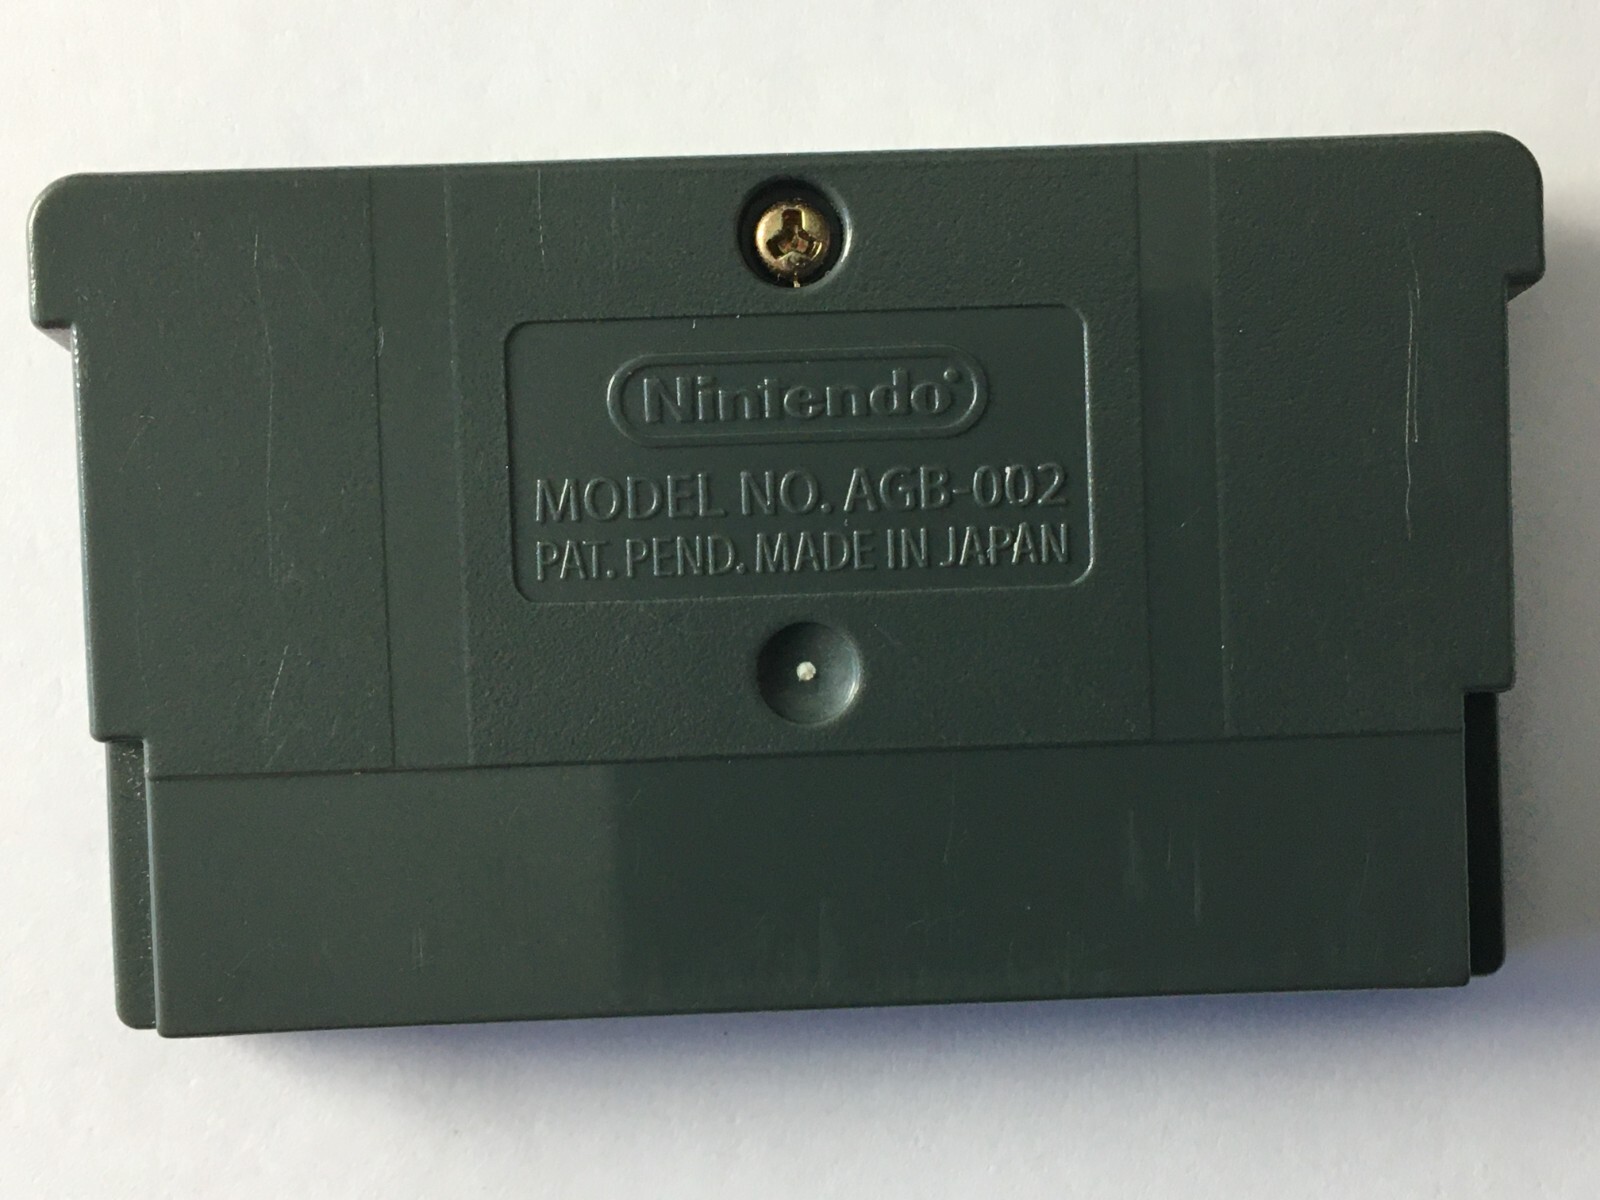 Nintendo®
MODEL NO. AGB-002
PAT. PEND. MADE IN JAPAN